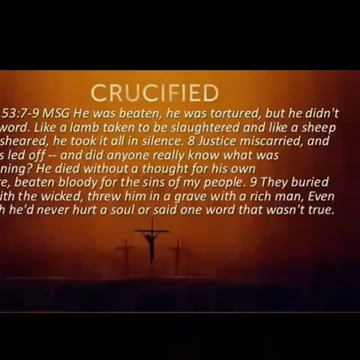 CRUCIFIED
53:7-9 MSG He was beaten, he was tortured, but he didn't
word. Like a lamb taken to be slaughtered and like a sheep
sheared, he took it all in silence. 8 Justice miscarried, and
led off -- and did anyone really know what was
He died without a thought for his own
beaten bloody for the sins of my people. 9 They buried
the wicked, threw him in a grave with a rich man, Even
he'd never hurt a soul or said one word that wasn't true.